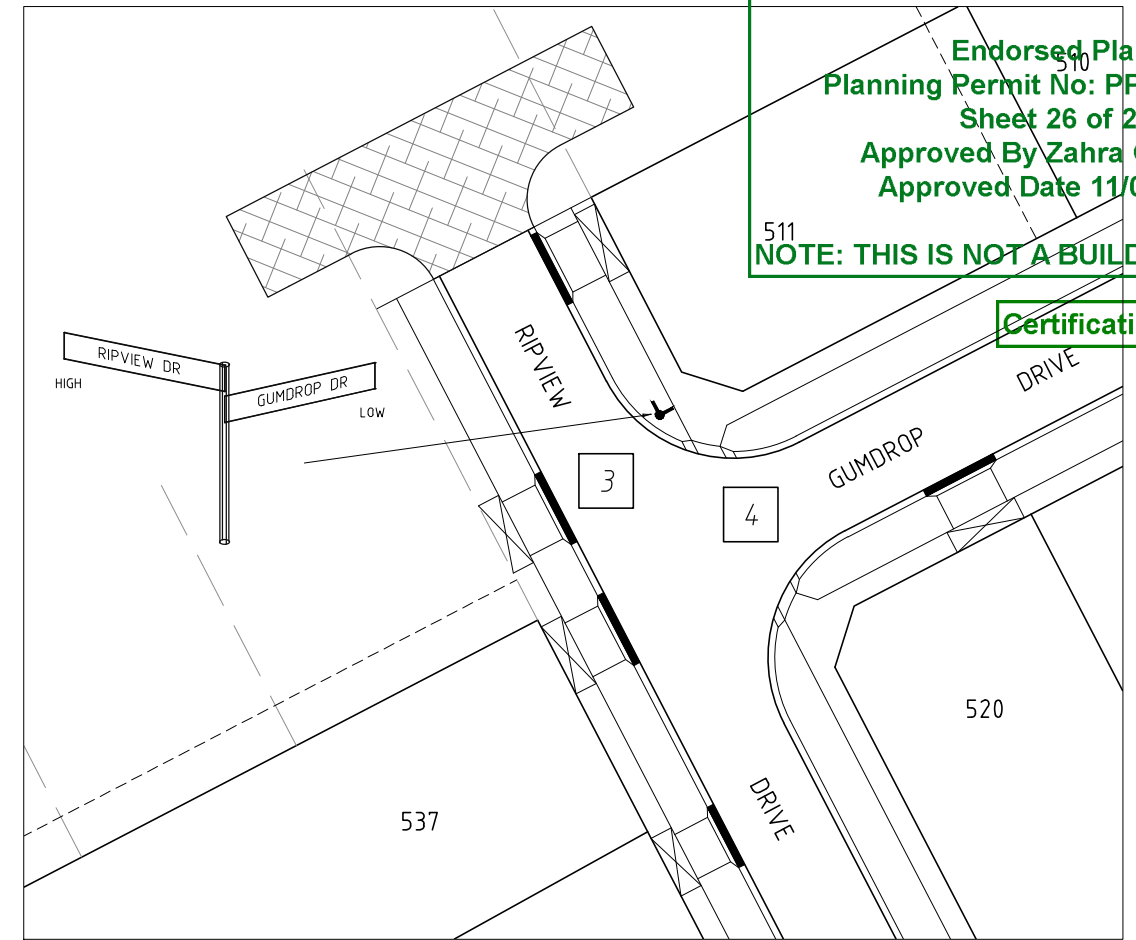 Endorsed Pla
510
Planning Permit No: PP
Sheet 26 of 2
Approved By Zahra
Approved Date 11/0
511
NOTE: THIS IS NOT A BUILD
Certificati
RIPVIEW
DRIVE
RIPVIEW DR
HIGH
GUMDROP DR
LOW
GUMDROP
3
4
520
DRIVE
537